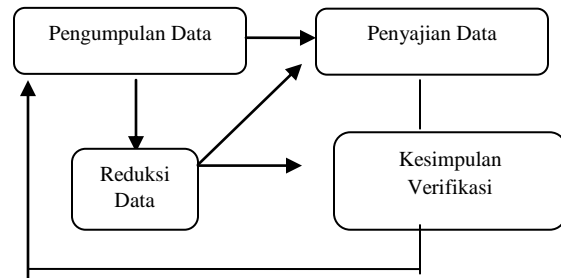 Pengumpulan Data
Penyajian Data
Reduksi
Data
Kesimpulan
Verifikasi